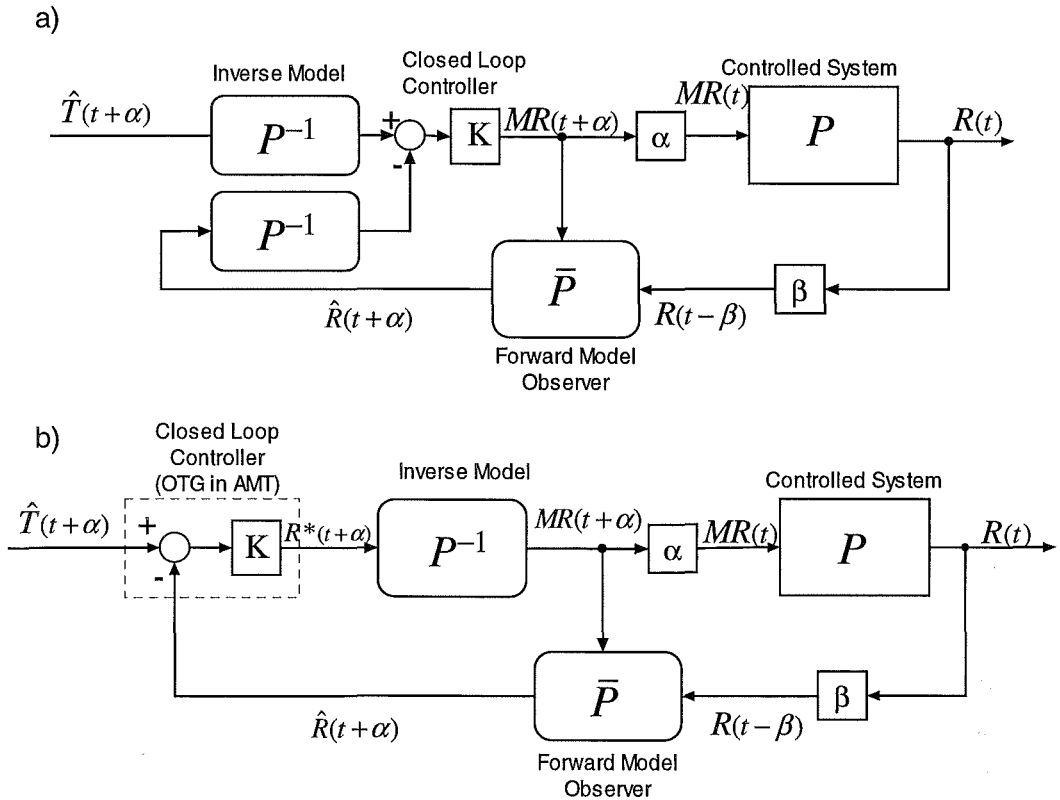 a)
Inverse Model
Closed Loop
Controller
Controlled System
T̂(t+α)
P⁻¹
+
-
K
MR(t+α)
α
MR(t)
P
R(t)
P⁻¹
R̂(t+α)
P̄
R(t−β)
β
Forward Model
Observer
b)
Closed Loop
Controller
(OTG in AMT)
Inverse Model
Controlled System
T̂(t+α)
+
-
K
R*(t+α)
P⁻¹
MR(t+α)
α
MR(t)
P
R(t)
R̂(t+α)
P̄
R(t−β)
β
Forward Model
Observer